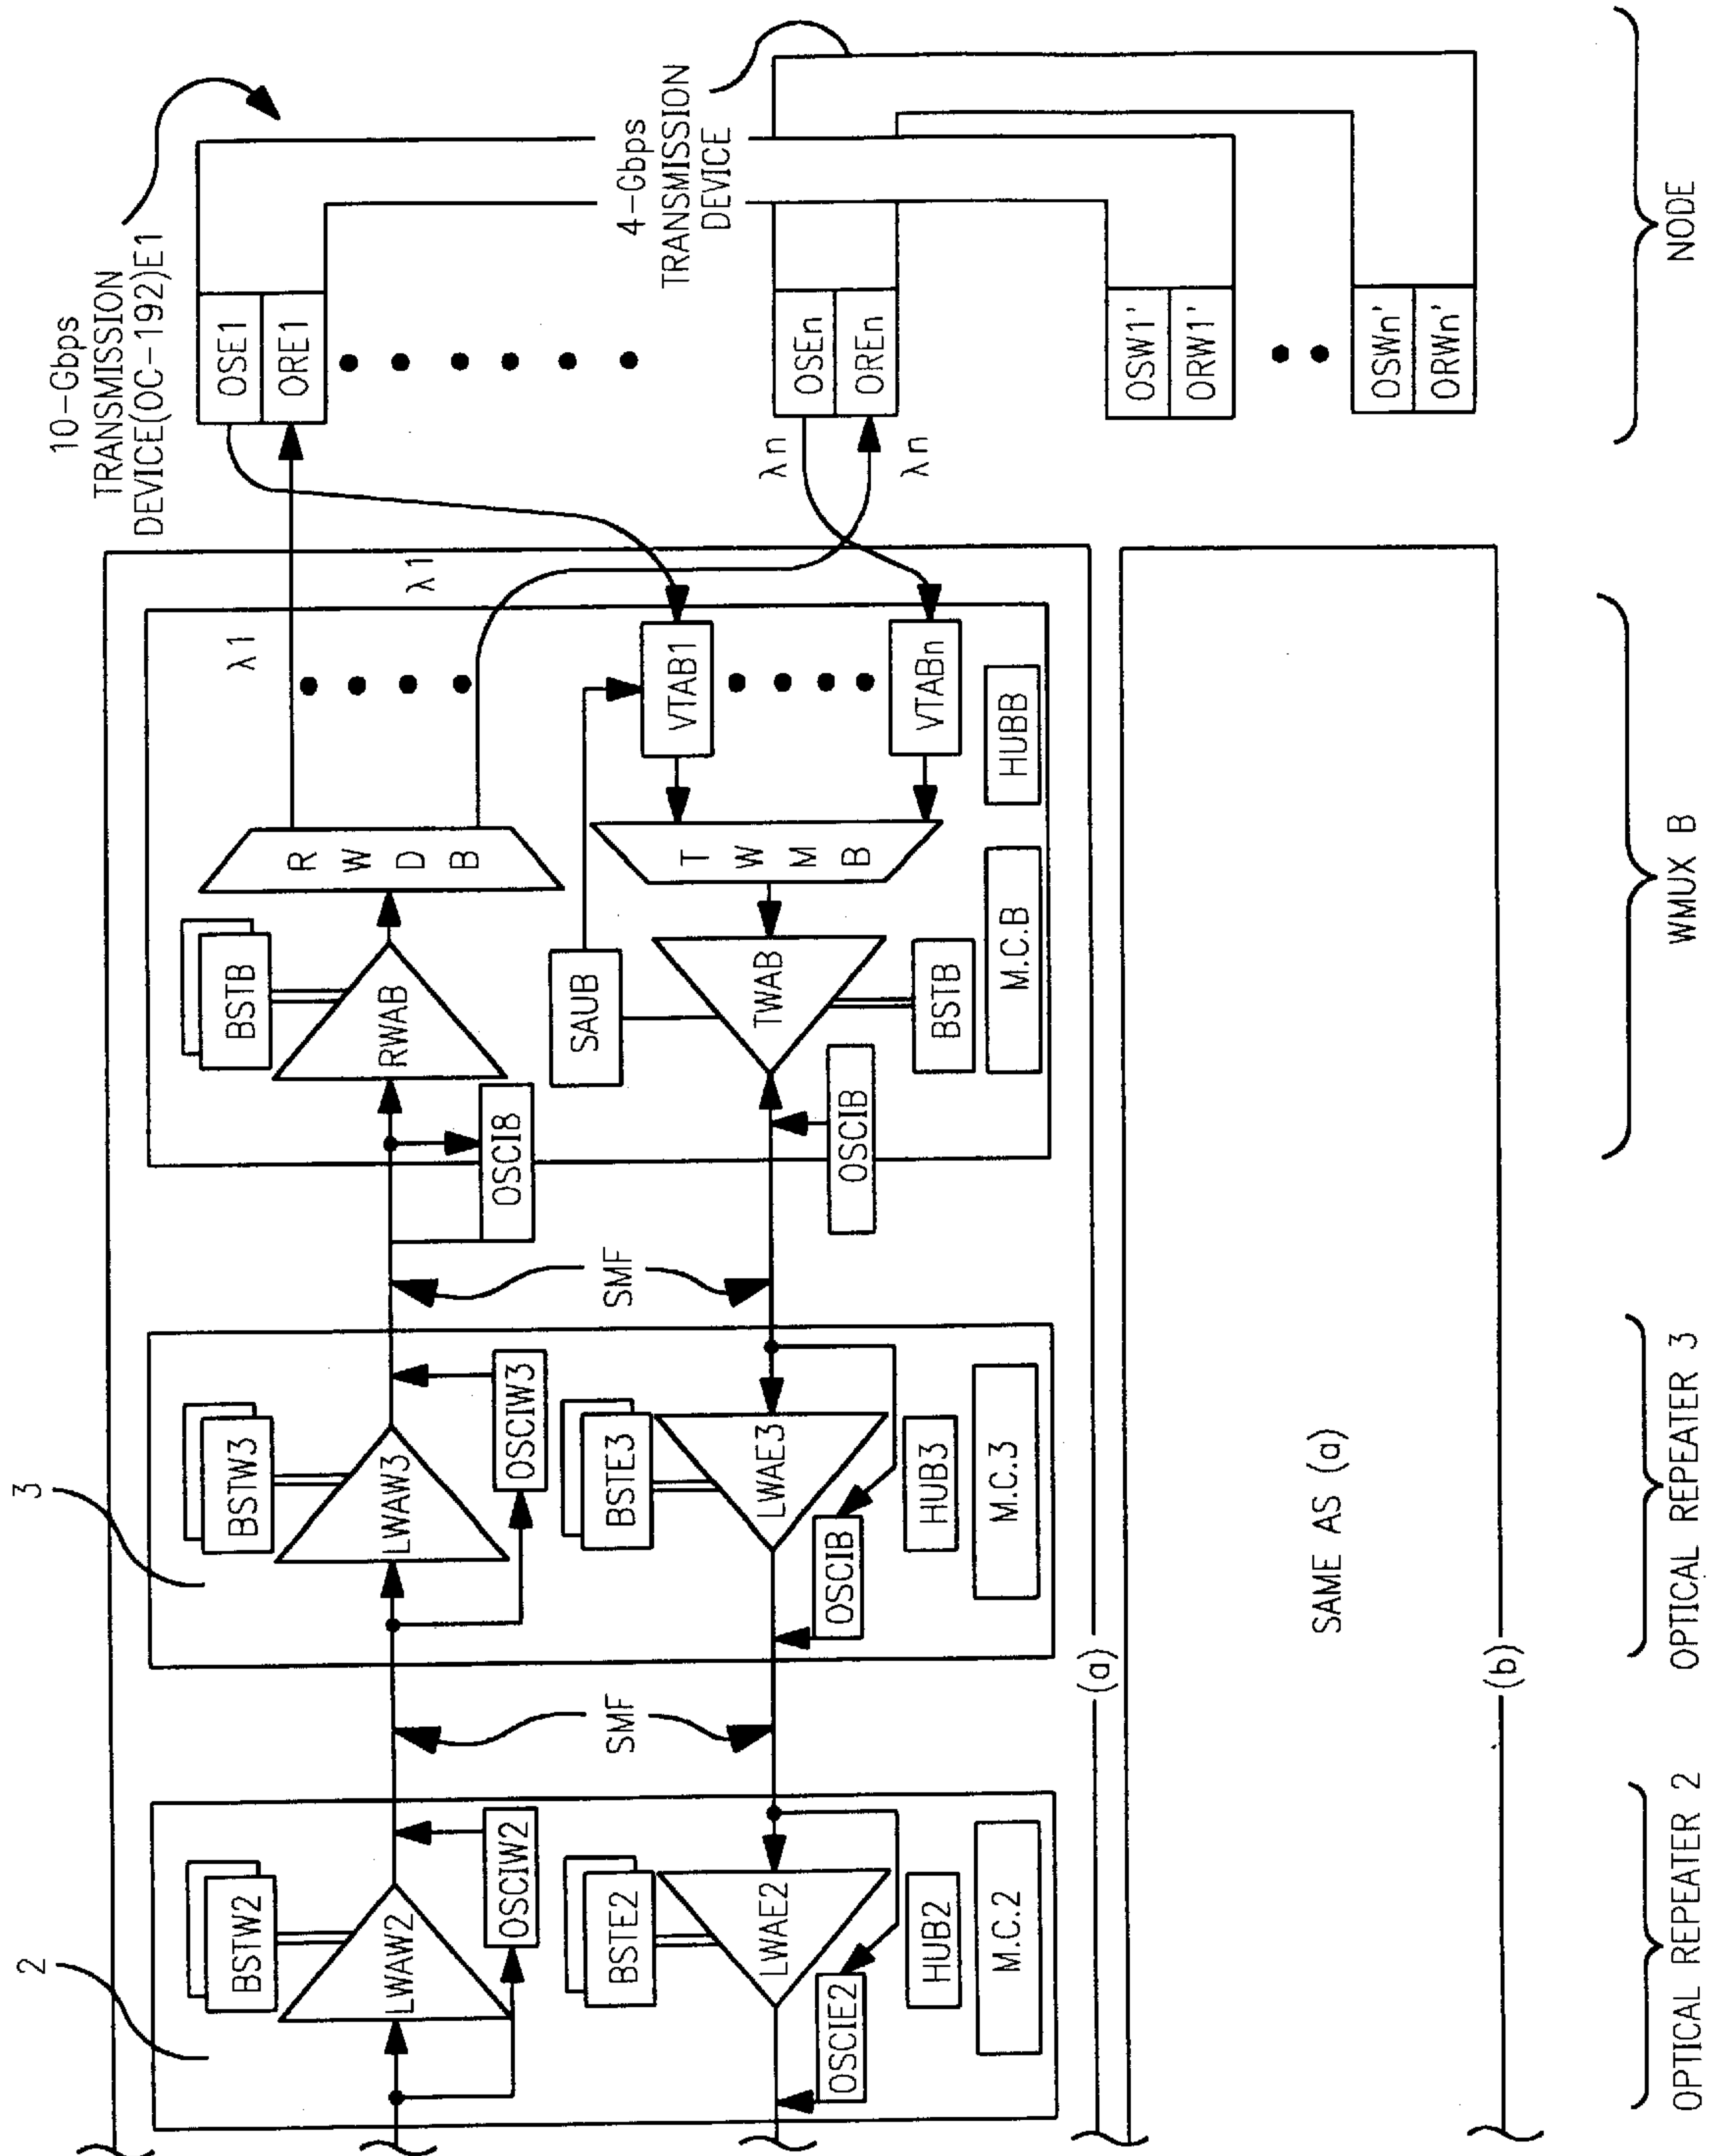 10-Gbps
TRANSMISSION
DEVICE(OC-192)E1
4-Gbps
TRANSMISSION
DEVICE
OSE1
ORE1
OSEn
OREn
OSW1'
ORW1'
OSWn'
ORWn'
NODE
λn
λn
λ1
λ1
BSTB
RWAB
RWDB
OSCI8
SAUB
VTAB1
VTABn
TWMB
TWAB
BSTB
OSCIB
M.C.B
HUBB
WMUX B
SMF
3
BSTW3
LWAW3
OSCIW3
BSTE3
LWAE3
OSCIB
HUB3
M.C.3
OPTICAL REPEATER 3
SMF
2
BSTW2
LWAW2
OSCIW2
BSTE2
LWAE2
OSCIE2
HUB2
M.C.2
OPTICAL REPEATER 2
(a)
SAME AS (a)
(b)